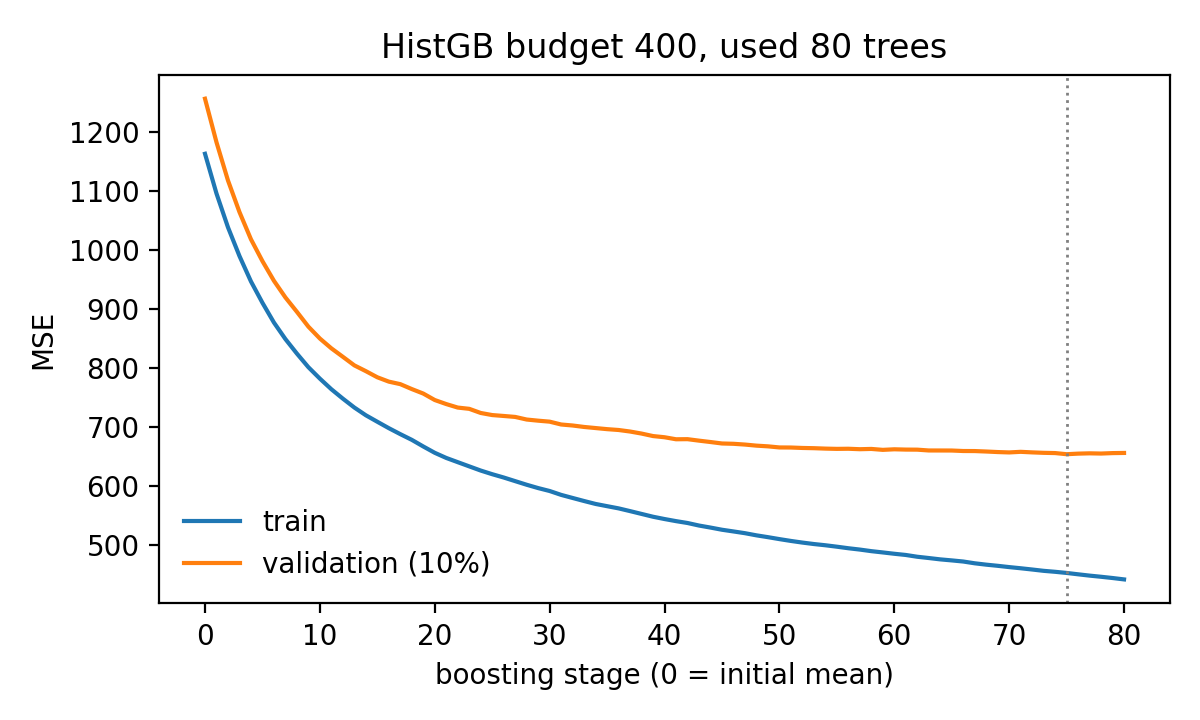 HistGB budget 400, used 80 trees
1200
1100
1000
900
800
700
600
500
MSE
train
validation (10%)
0 10 20 30 40 50 60 70 80
boosting stage (0 = initial mean)